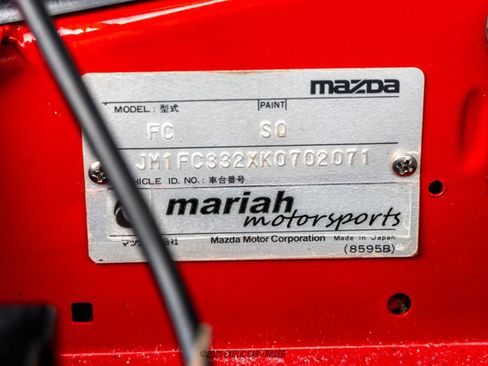 mazda
MODEL: 型式 PAINT
FC SQ
JM1FC332XK0702071
VEHICLE ID. NO.: 車台番号
mariah
motorsports
Mazda Motor Corporation Made in Japan
(8595B)